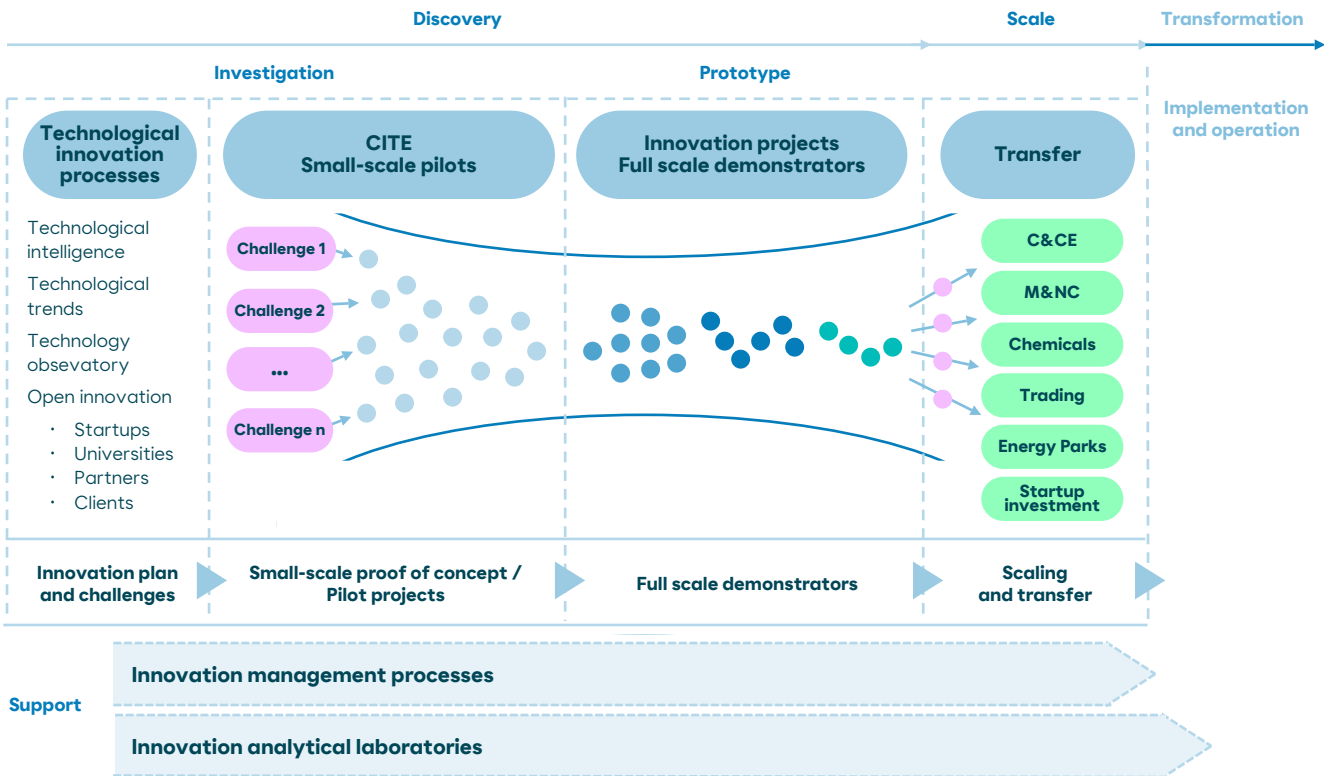 Discovery
Scale
Transformation
Investigation
Prototype
Implementation
and operation
Technological
innovation
processes
CITE
Small-scale pilots
Innovation projects
Full scale demonstrators
Transfer
Technological
intelligence
Technological
trends
Technology
obsevatory
Open innovation
· Startups
· Universities
· Partners
· Clients
Challenge 1
Challenge 2
...
Challenge n
C&CE
M&NC
Chemicals
Trading
Energy Parks
Startup
investment
Innovation plan
and challenges
Small-scale proof of concept /
Pilot projects
Full scale demonstrators
Scaling
and transfer
Support
Innovation management processes
Innovation analytical laboratories